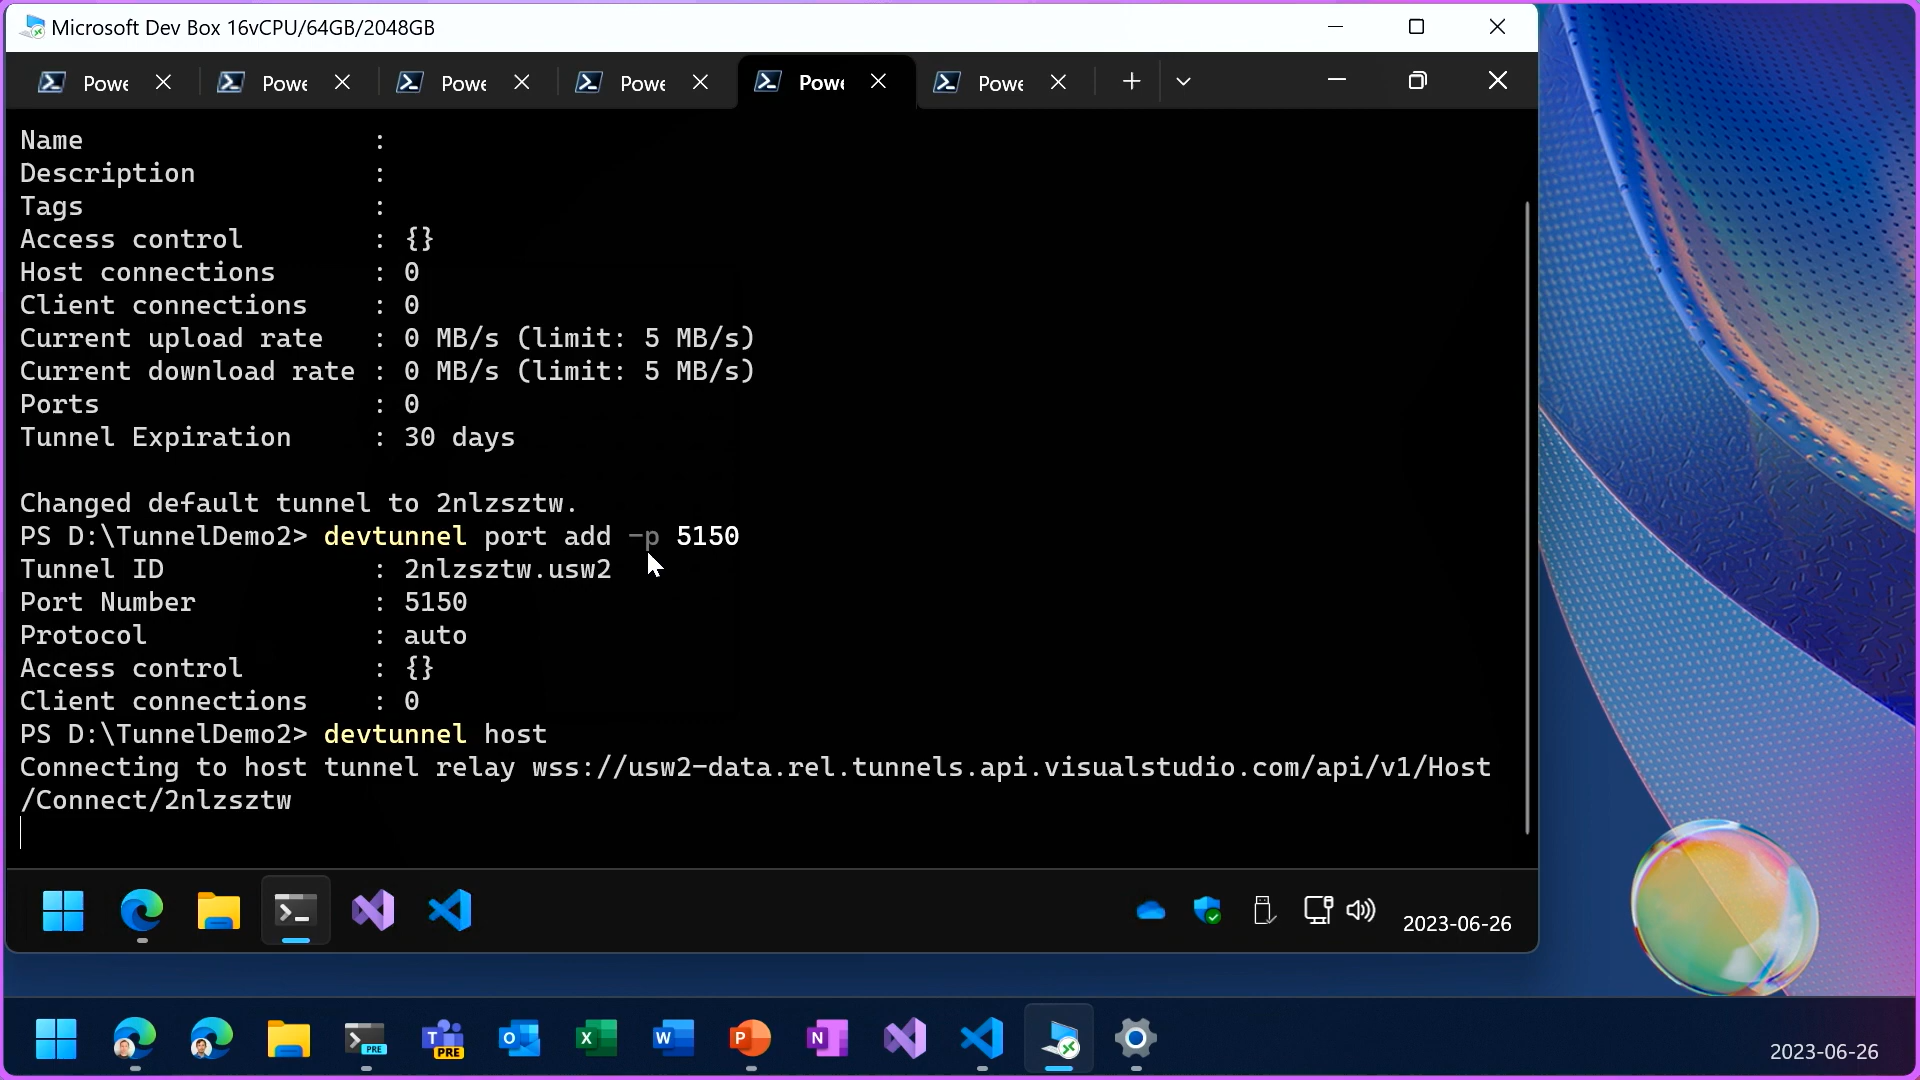 Microsoft Dev Box 16vCPU/64GB/2048GB
Powe Powe Powe Powe Powe Powe
Name :
Description :
Tags :
Access control : {}
Host connections : 0
Client connections : 0
Current upload rate : 0 MB/s (limit: 5 MB/s)
Current download rate : 0 MB/s (limit: 5 MB/s)
Ports : 0
Tunnel Expiration : 30 days
Changed default tunnel to 2nlzsztw.
PS D:\TunnelDemo2> devtunnel port add -p 5150
Tunnel ID : 2nlzsztw.usw2
Port Number : 5150
Protocol : auto
Access control : {}
Client connections : 0
PS D:\TunnelDemo2> devtunnel host
Connecting to host tunnel relay wss://usw2-data.rel.tunnels.api.visualstudio.com/api/v1/Host
/Connect/2nlzsztw
2023-06-26
PRE T PRE O X W P N
2023-06-26